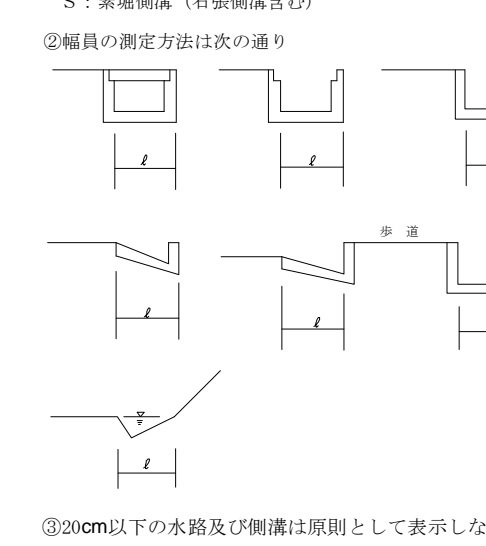 S：素堀側溝（石張側溝含む）
②幅員の測定方法は次の通り
ℓ
ℓ
歩 道
ℓ
ℓ
ℓ
③20cm以下の水路及び側溝は原則として表示しな